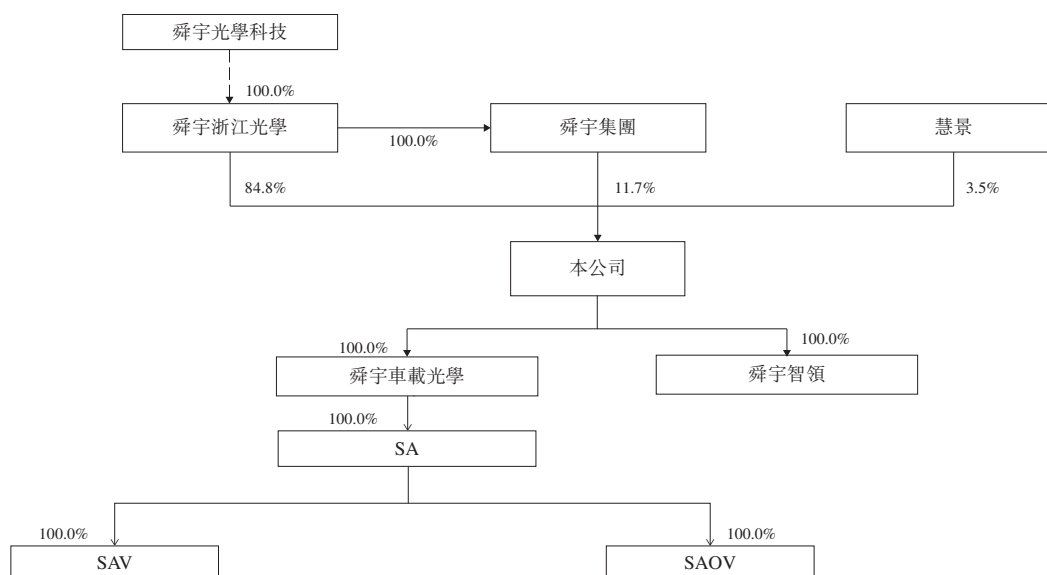 舜宇光學科技
100.0%
舜宇浙江光學
100.0%
舜宇集團
慧景
84.8%
11.7%
3.5%
本公司
100.0%
100.0%
舜宇車載光學
舜宇智領
100.0%
SA
100.0%
100.0%
SAV
SAOV